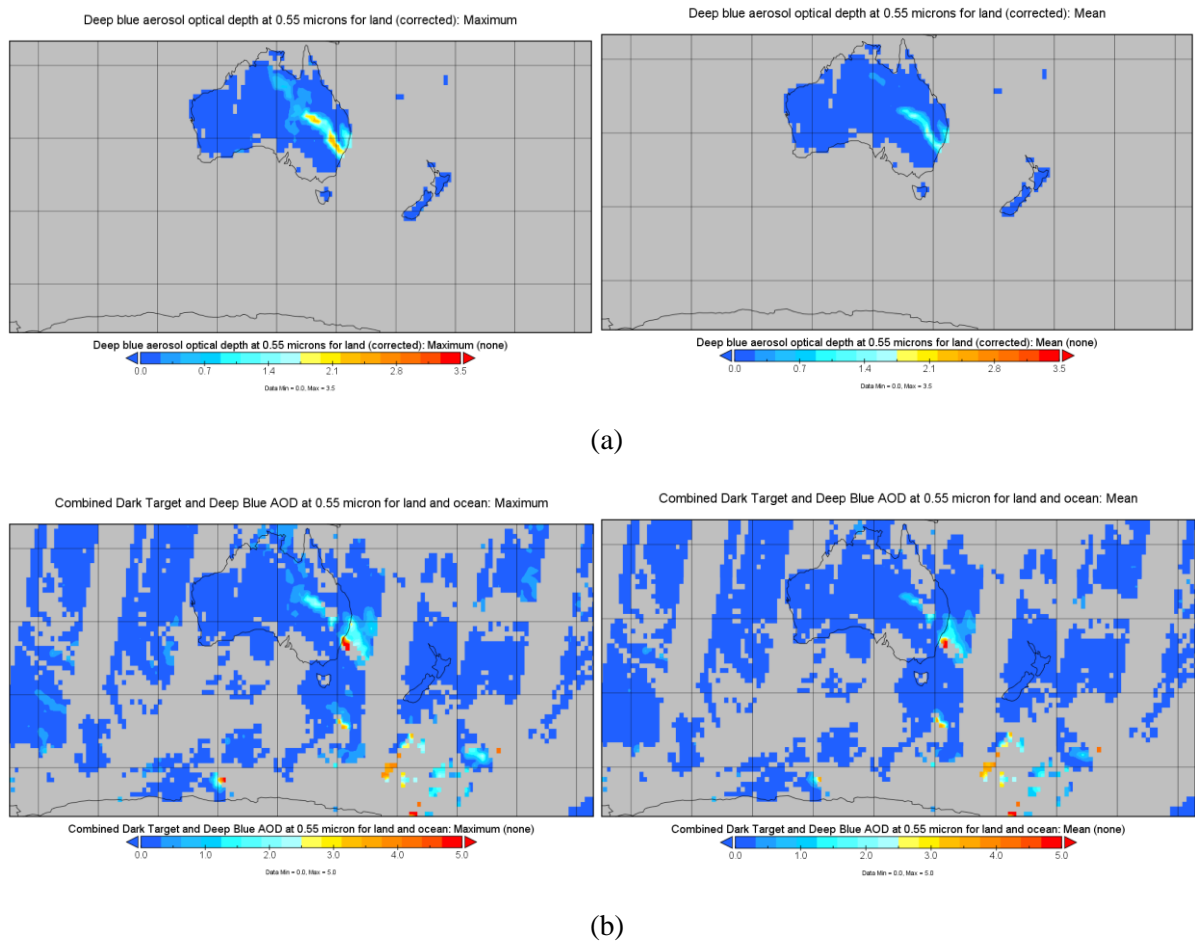 Deep blue aerosol optical depth at 0.55 microns for land (corrected): Maximum
Deep blue aerosol optical depth at 0.55 microns for land (corrected): Mean
Deep blue aerosol optical depth at 0.55 microns for land (corrected): Maximum (none)
0.0 0.7 1.4 2.1 2.8 3.5
Data Min = 0.0, Max = 3.5
Deep blue aerosol optical depth at 0.55 microns for land (corrected): Mean (none)
0.0 0.7 1.4 2.1 2.8 3.5
Data Min = 0.0, Max = 3.5
(a)
Combined Dark Target and Deep Blue AOD at 0.55 micron for land and ocean: Maximum
Combined Dark Target and Deep Blue AOD at 0.55 micron for land and ocean: Mean
Combined Dark Target and Deep Blue AOD at 0.55 micron for land and ocean: Maximum (none)
0.0 1.0 2.0 3.0 4.0 5.0
Data Min = 0.0, Max = 5.0
Combined Dark Target and Deep Blue AOD at 0.55 micron for land and ocean: Mean (none)
0.0 1.0 2.0 3.0 4.0 5.0
Data Min = 0.0, Max = 5.0
(b)